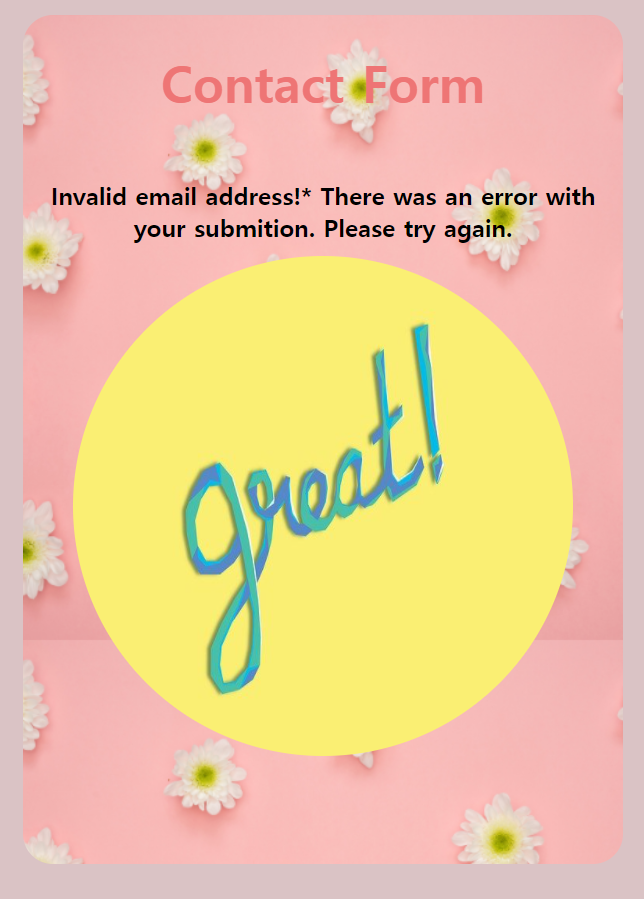 Contact Form
Invalid email address!* There was an error with
your submition. Please try again.
great!